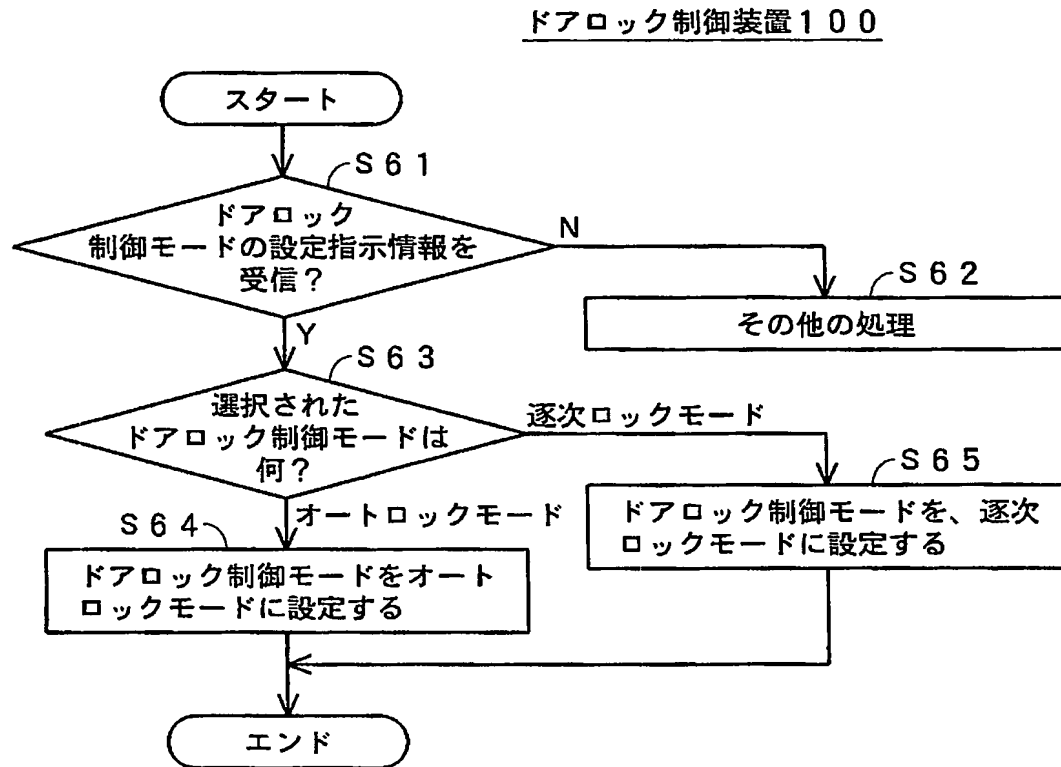 ドアロック制御装置100
スタート
S61
ドアロック
制御モードの設定指示情報を
受信?
N
S62
その他の処理
Y
S63
選択された
ドアロック制御モードは
何?
逐次ロックモード
S65
ドアロック制御モードを、逐次
ロックモードに設定する
オートロックモード
S64
ドアロック制御モードをオート
ロックモードに設定する
エンド